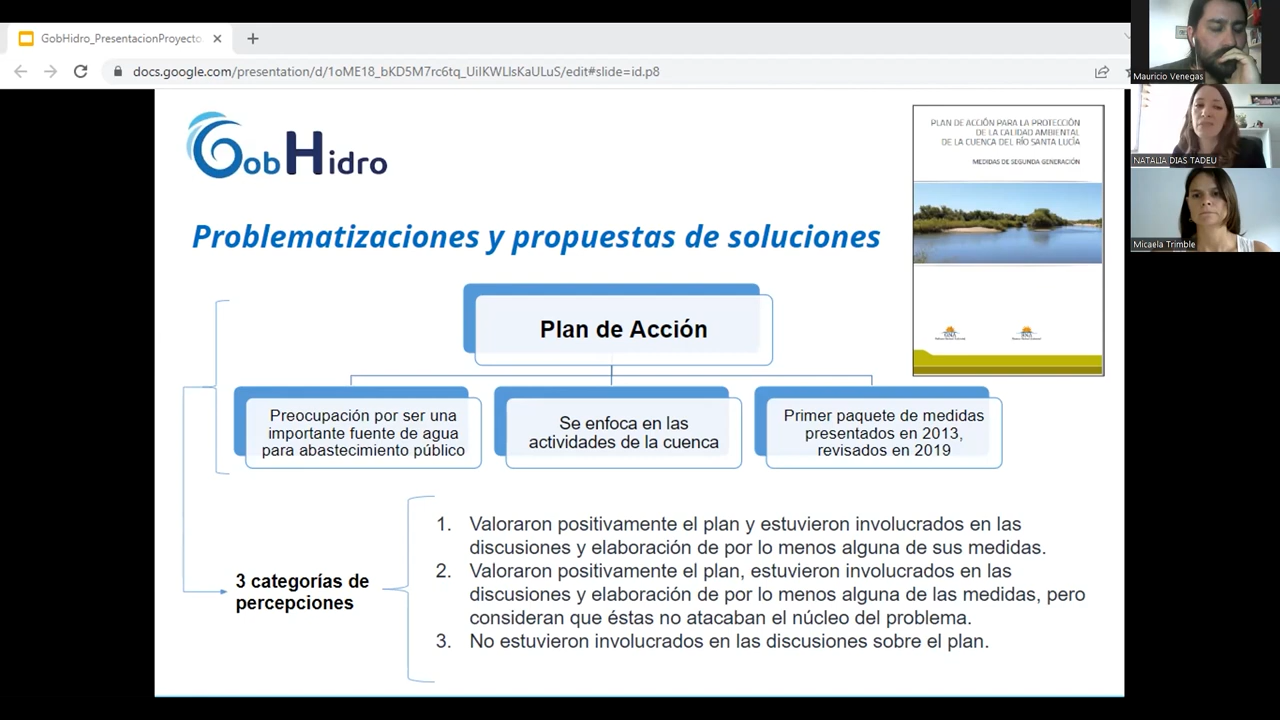 GobHidro_PresentacionProyecto
docs.google.com/presentation/d/1oME18_bKD5M7rc6tq_UiIKWLlsKaULuS/edit#slide=id.p8
Mauricio Venegas
NATALIA DIAS TADEU
Micaela Trimble
GobHidro
PLAN DE ACCIÓN PARA LA PROTECCIÓN
DE LA CALIDAD AMBIENTAL
DE LA CUENCA DEL RÍO SANTA LUCÍA
MEDIDAS DE SEGUNDA GENERACIÓN
Problematizaciones y propuestas de soluciones
Plan de Acción
Preocupación por ser una
importante fuente de agua
para abastecimiento público
Se enfoca en las
actividades de la cuenca
Primer paquete de medidas
presentados en 2013,
revisados en 2019
3 categorías de
percepciones
1. Valoraron positivamente el plan y estuvieron involucrados en las
discusiones y elaboración de por lo menos alguna de sus medidas.
2. Valoraron positivamente el plan, estuvieron involucrados en las
discusiones y elaboración de por lo menos alguna de las medidas, pero
consideran que éstas no atacaban el núcleo del problema.
3. No estuvieron involucrados en las discusiones sobre el plan.